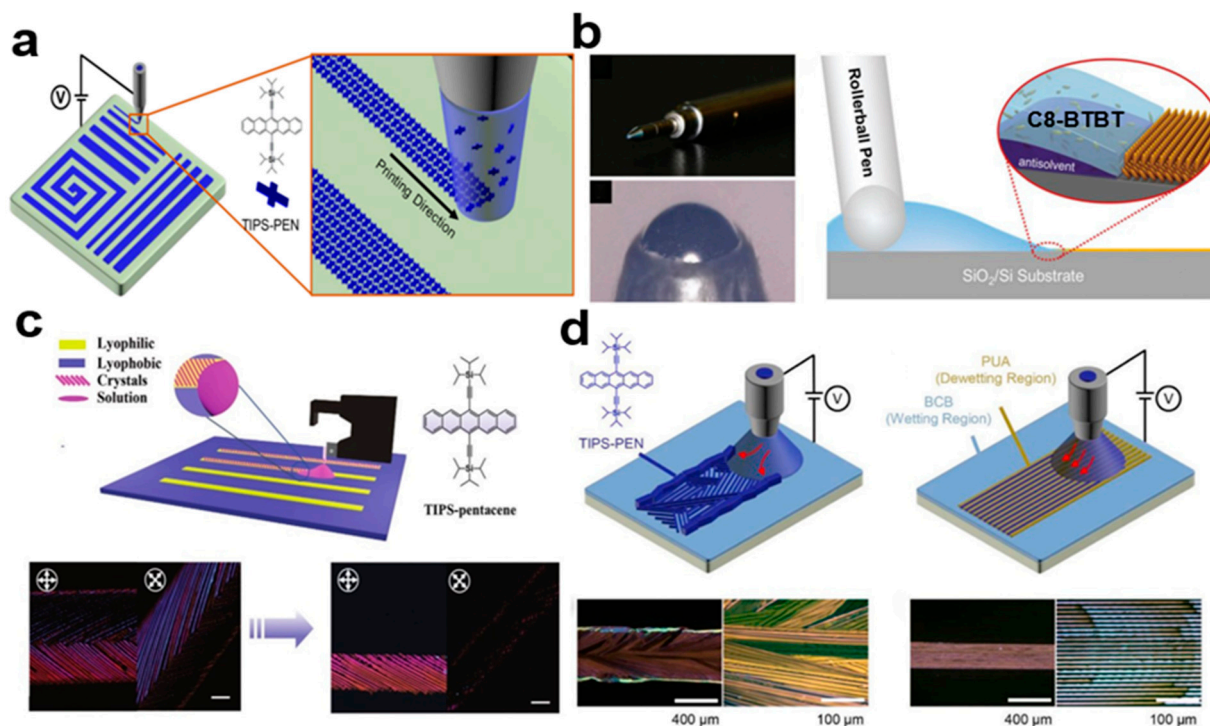 a
V
TIPS-PEN
Printing Direction
b
Rollerball Pen
C8-BTBT
antisolvent
SiO₂/Si Substrate
c
Lyophilic
Lyophobic
Crystals
Solution
TIPS-pentacene
d
TIPS-PEN
V
PUA
(Dewetting Region)
BCB
(Wetting Region)
V
400 μm
100 μm
400 μm
100 μm